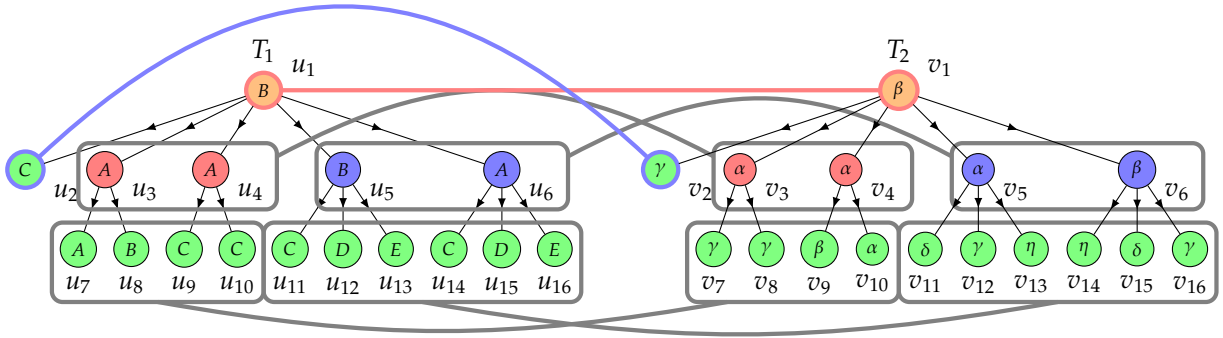 T₁ u₁ T₂ v₁
B β
C A A B A γ α α α β
u₂ u₃ u₄ u₅ u₆ v₂ v₃ v₄ v₅ v₆
A B C C C D E C D E γ γ β α δ γ η η δ γ
u₇ u₈ u₉ u₁₀ u₁₁ u₁₂ u₁₃ u₁₄ u₁₅ u₁₆ v₇ v₈ v₉ v₁₀ v₁₁ v₁₂ v₁₃ v₁₄ v₁₅ v₁₆